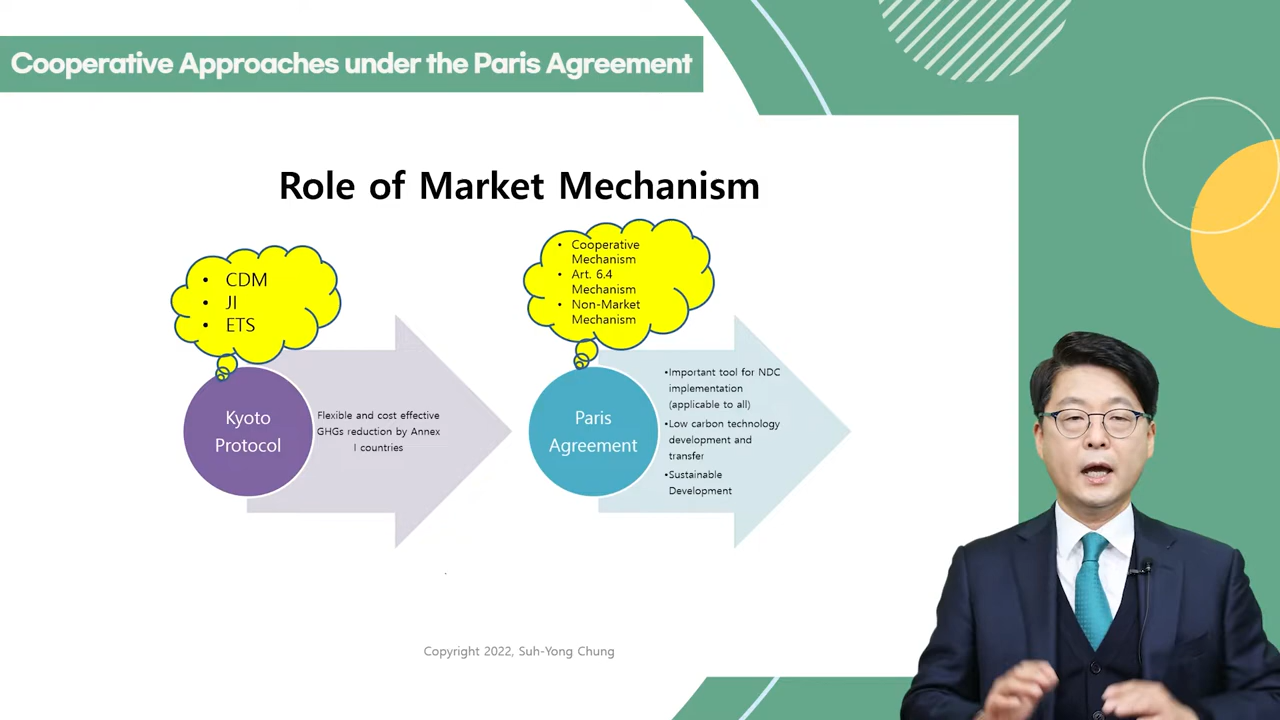 Cooperative Approaches under the Paris Agreement
Role of Market Mechanism
• CDM
• JI
• ETS
Kyoto
Protocol
Flexible and cost effective
GHGs reduction by Annex
I countries
• Cooperative
Mechanism
• Art. 6.4
Mechanism
• Non-Market
Mechanism
Paris
Agreement
•Important tool for NDC
implementation
(applicable to all)
•Low carbon technology
development and
transfer
•Sustainable
Development
Copyright 2022, Suh-Yong Chung